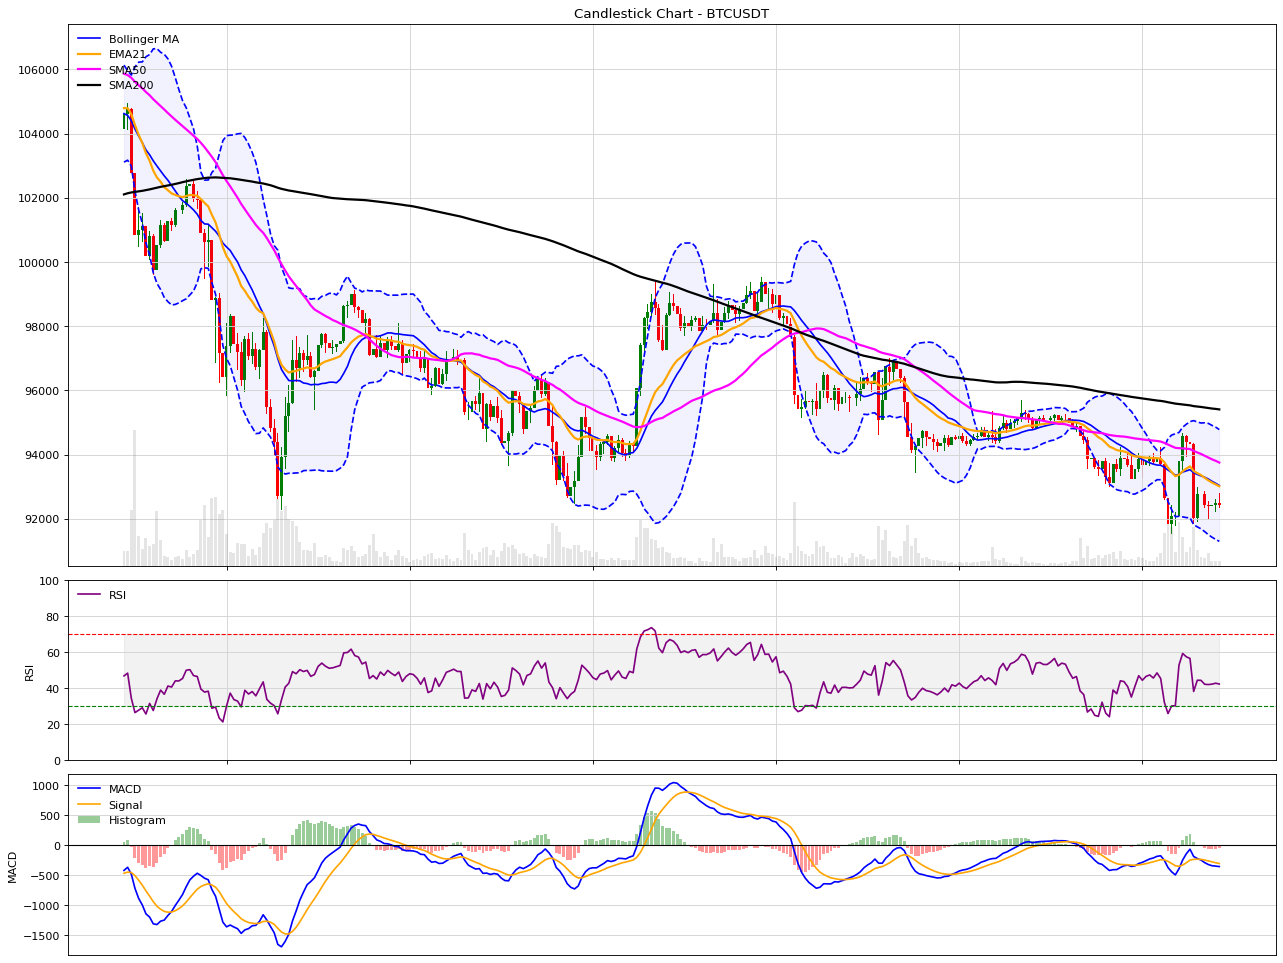 Candlestick Chart - BTCUSDT
Bollinger MA
EMA21
SMA50
SMA200
106000
104000
102000
100000
98000
96000
94000
92000
RSI
100
80
60
40
20
0
RSI
MACD
Signal
Histogram
1000
500
0
−500
−1000
−1500
MACD